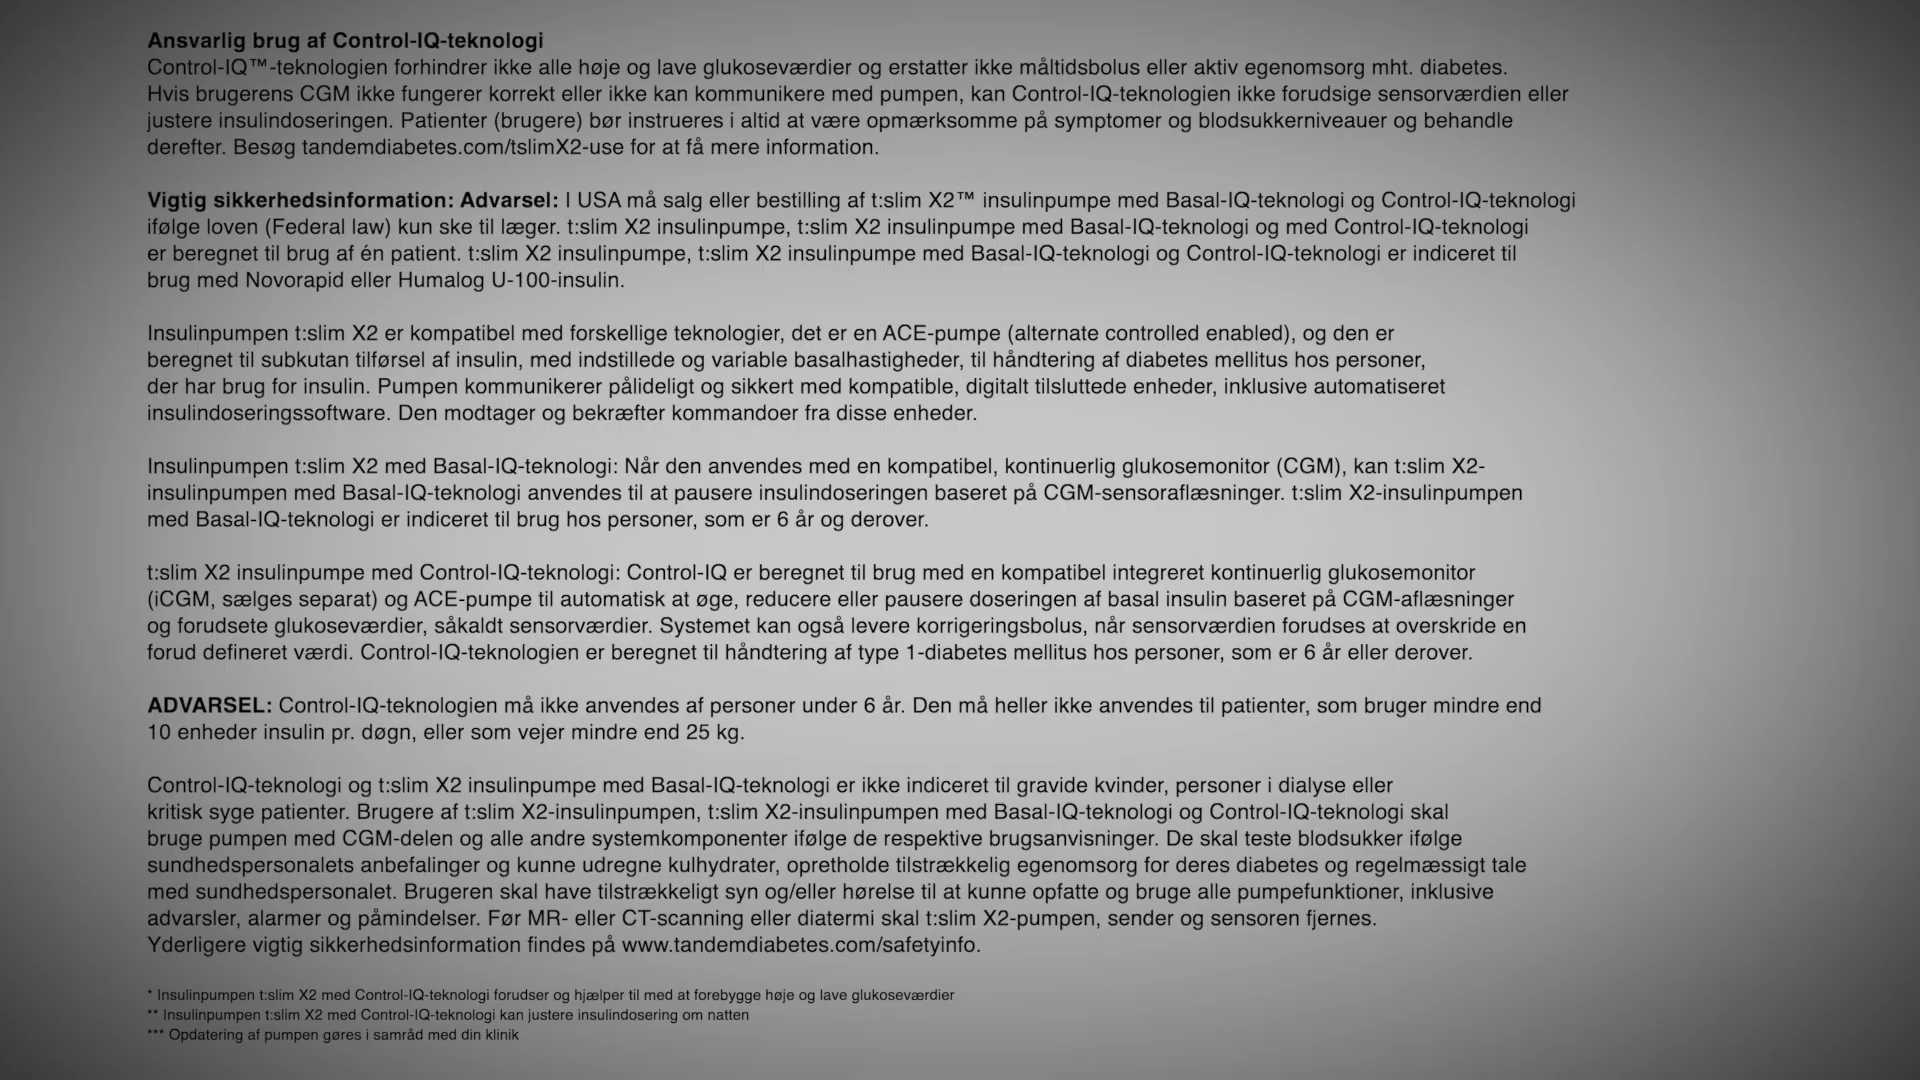 Ansvarlig brug af Control-IQ-teknologi
Control-IQ™-teknologien forhindrer ikke alle høje og lave glukoseværdier og erstatter ikke måltidsbolus eller aktiv egenomsorg mht. diabetes.
Hvis brugerens CGM ikke fungerer korrekt eller ikke kan kommunikere med pumpen, kan Control-IQ-teknologien ikke forudsige sensorværdien eller
justere insulindoseringen. Patienter (brugere) bør instrueres i altid at være opmærksomme på symptomer og blodsukkerniveauer og behandle
derefter. Besøg tandemdiabetes.com/tslimX2-use for at få mere information.
Vigtig sikkerhedsinformation: Advarsel: I USA må salg eller bestilling af t:slim X2™ insulinpumpe med Basal-IQ-teknologi og Control-IQ-teknologi
ifølge loven (Federal law) kun ske til læger. t:slim X2 insulinpumpe, t:slim X2 insulinpumpe med Basal-IQ-teknologi og med Control-IQ-teknologi
er beregnet til brug af én patient. t:slim X2 insulinpumpe, t:slim X2 insulinpumpe med Basal-IQ-teknologi og Control-IQ-teknologi er indiceret til
brug med Novorapid eller Humalog U-100-insulin.
Insulinpumpen t:slim X2 er kompatibel med forskellige teknologier, det er en ACE-pumpe (alternate controlled enabled), og den er
beregnet til subkutan tilførsel af insulin, med indstillede og variable basalhastigheder, til håndtering af diabetes mellitus hos personer,
der har brug for insulin. Pumpen kommunikerer pålideligt og sikkert med kompatible, digitalt tilsluttede enheder, inklusive automatiseret
insulindoseringssoftware. Den modtager og bekræfter kommandoer fra disse enheder.
Insulinpumpen t:slim X2 med Basal-IQ-teknologi: Når den anvendes med en kompatibel, kontinuerlig glukosemonitor (CGM), kan t:slim X2-
insulinpumpen med Basal-IQ-teknologi anvendes til at pausere insulindoseringen baseret på CGM-sensoraflæsninger. t:slim X2-insulinpumpen
med Basal-IQ-teknologi er indiceret til brug hos personer, som er 6 år og derover.
t:slim X2 insulinpumpe med Control-IQ-teknologi: Control-IQ er beregnet til brug med en kompatibel integreret kontinuerlig glukosemonitor
(iCGM, sælges separat) og ACE-pumpe til automatisk at øge, reducere eller pausere doseringen af basal insulin baseret på CGM-aflæsninger
og forudsete glukoseværdier, såkaldt sensorværdier. Systemet kan også levere korrigeringsbolus, når sensorværdien forudses at overskride en
forud defineret værdi. Control-IQ-teknologien er beregnet til håndtering af type 1-diabetes mellitus hos personer, som er 6 år eller derover.
ADVARSEL: Control-IQ-teknologien må ikke anvendes af personer under 6 år. Den må heller ikke anvendes til patienter, som bruger mindre end
10 enheder insulin pr. døgn, eller som vejer mindre end 25 kg.
Control-IQ-teknologi og t:slim X2 insulinpumpe med Basal-IQ-teknologi er ikke indiceret til gravide kvinder, personer i dialyse eller
kritisk syge patienter. Brugere af t:slim X2-insulinpumpen, t:slim X2-insulinpumpen med Basal-IQ-teknologi og Control-IQ-teknologi skal
bruge pumpen med CGM-delen og alle andre systemkomponenter ifølge de respektive brugsanvisninger. De skal teste blodsukker ifølge
sundhedspersonalets anbefalinger og kunne udregne kulhydrater, opretholde tilstrækkelig egenomsorg for deres diabetes og regelmæssigt tale
med sundhedspersonalet. Brugeren skal have tilstrækkeligt syn og/eller hørelse til at kunne opfatte og bruge alle pumpefunktioner, inklusive
advarsler, alarmer og påmindelser. Før MR- eller CT-scanning eller diatermi skal t:slim X2-pumpen, sender og sensoren fjernes.
Yderligere vigtig sikkerhedsinformation findes på www.tandemdiabetes.com/safetyinfo.
* Insulinpumpen t:slim X2 med Control-IQ-teknologi forudser og hjælper til med at forebygge høje og lave glukoseværdier
** Insulinpumpen t:slim X2 med Control-IQ-teknologi kan justere insulindosering om natten
*** Opdatering af pumpen gøres i samråd med din klinik